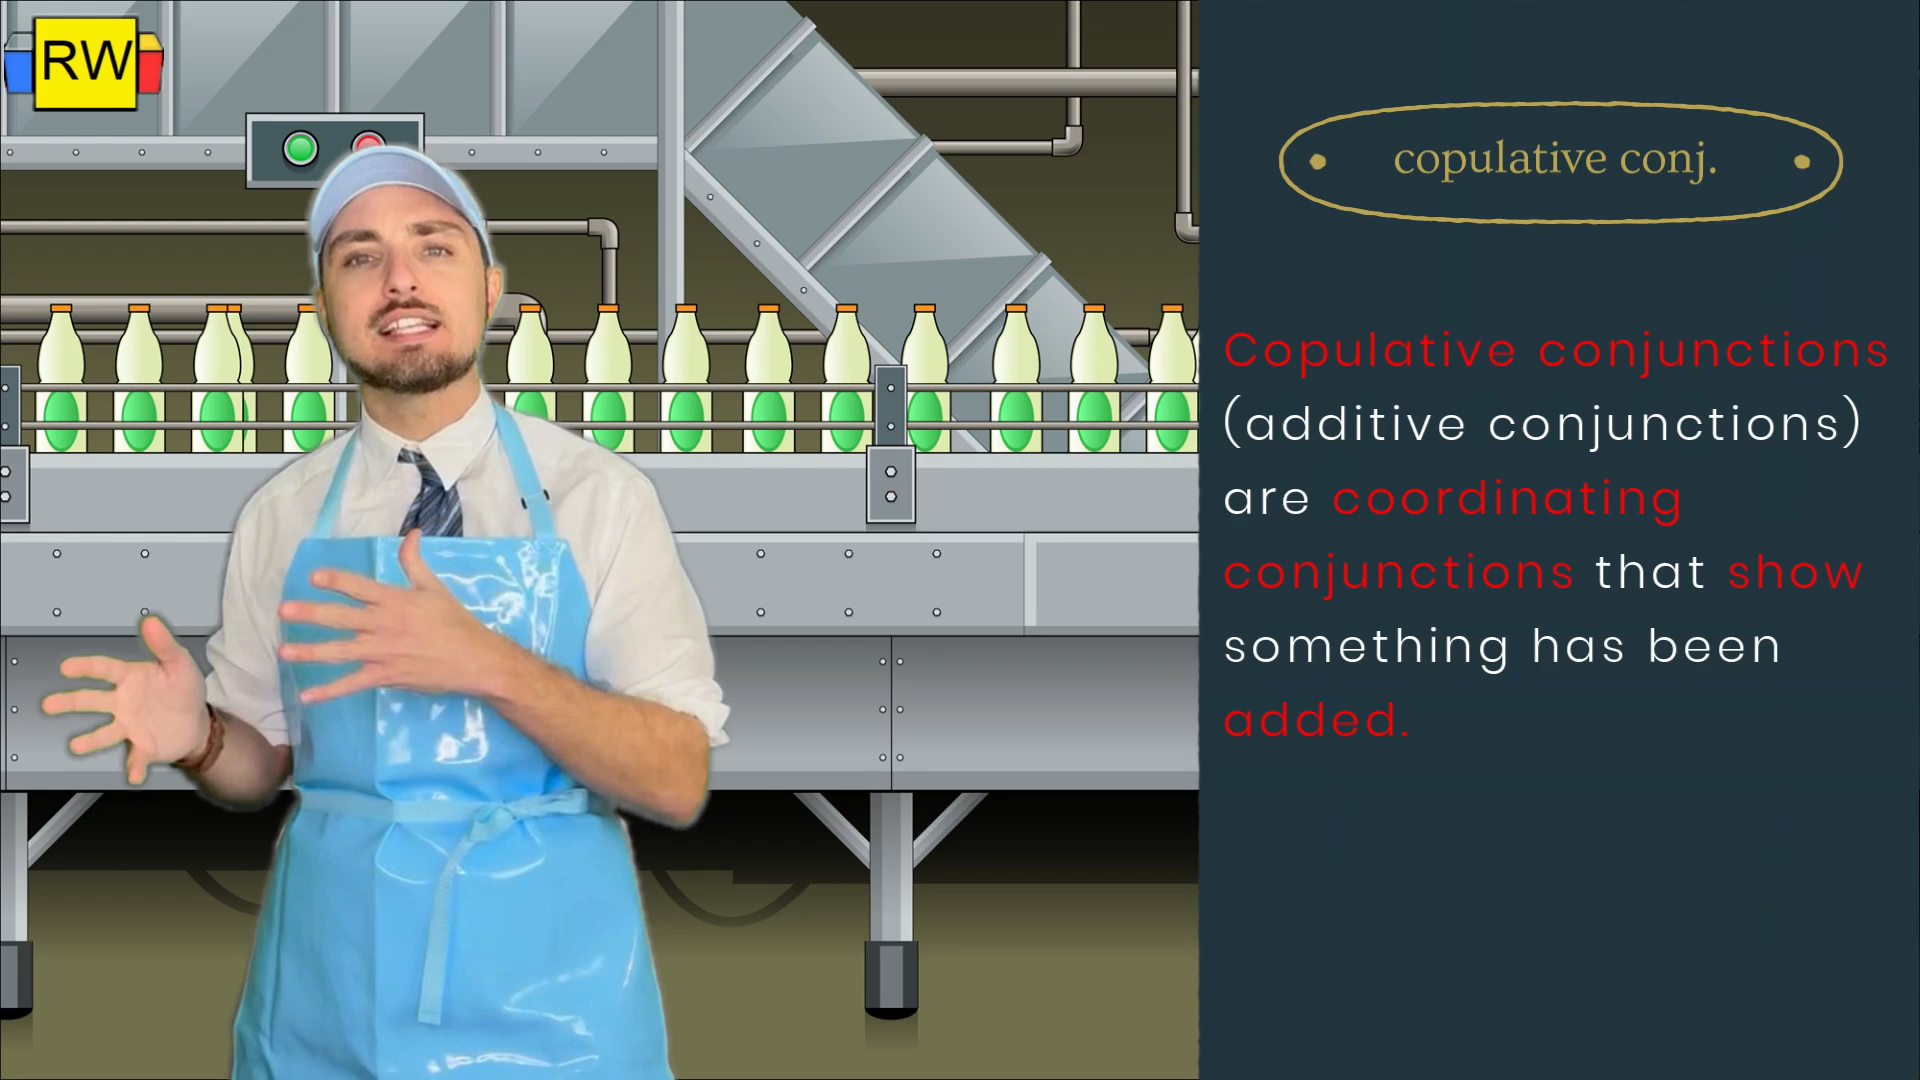 RW
copulative conj.
Copulative conjunctions
(additive conjunctions)
are coordinating
conjunctions that show
something has been
added.